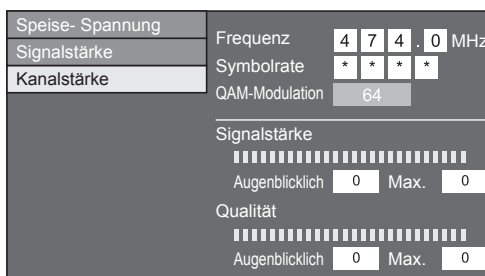 Speise- Spannung
Signalstärke
Kanalstärke
Frequenz 4 7 4 . 0 MHz
Symbolrate * * * *
QAM-Modulation 64
Signalstärke
Augenblicklich 0 Max. 0
Qualität
Augenblicklich 0 Max. 0